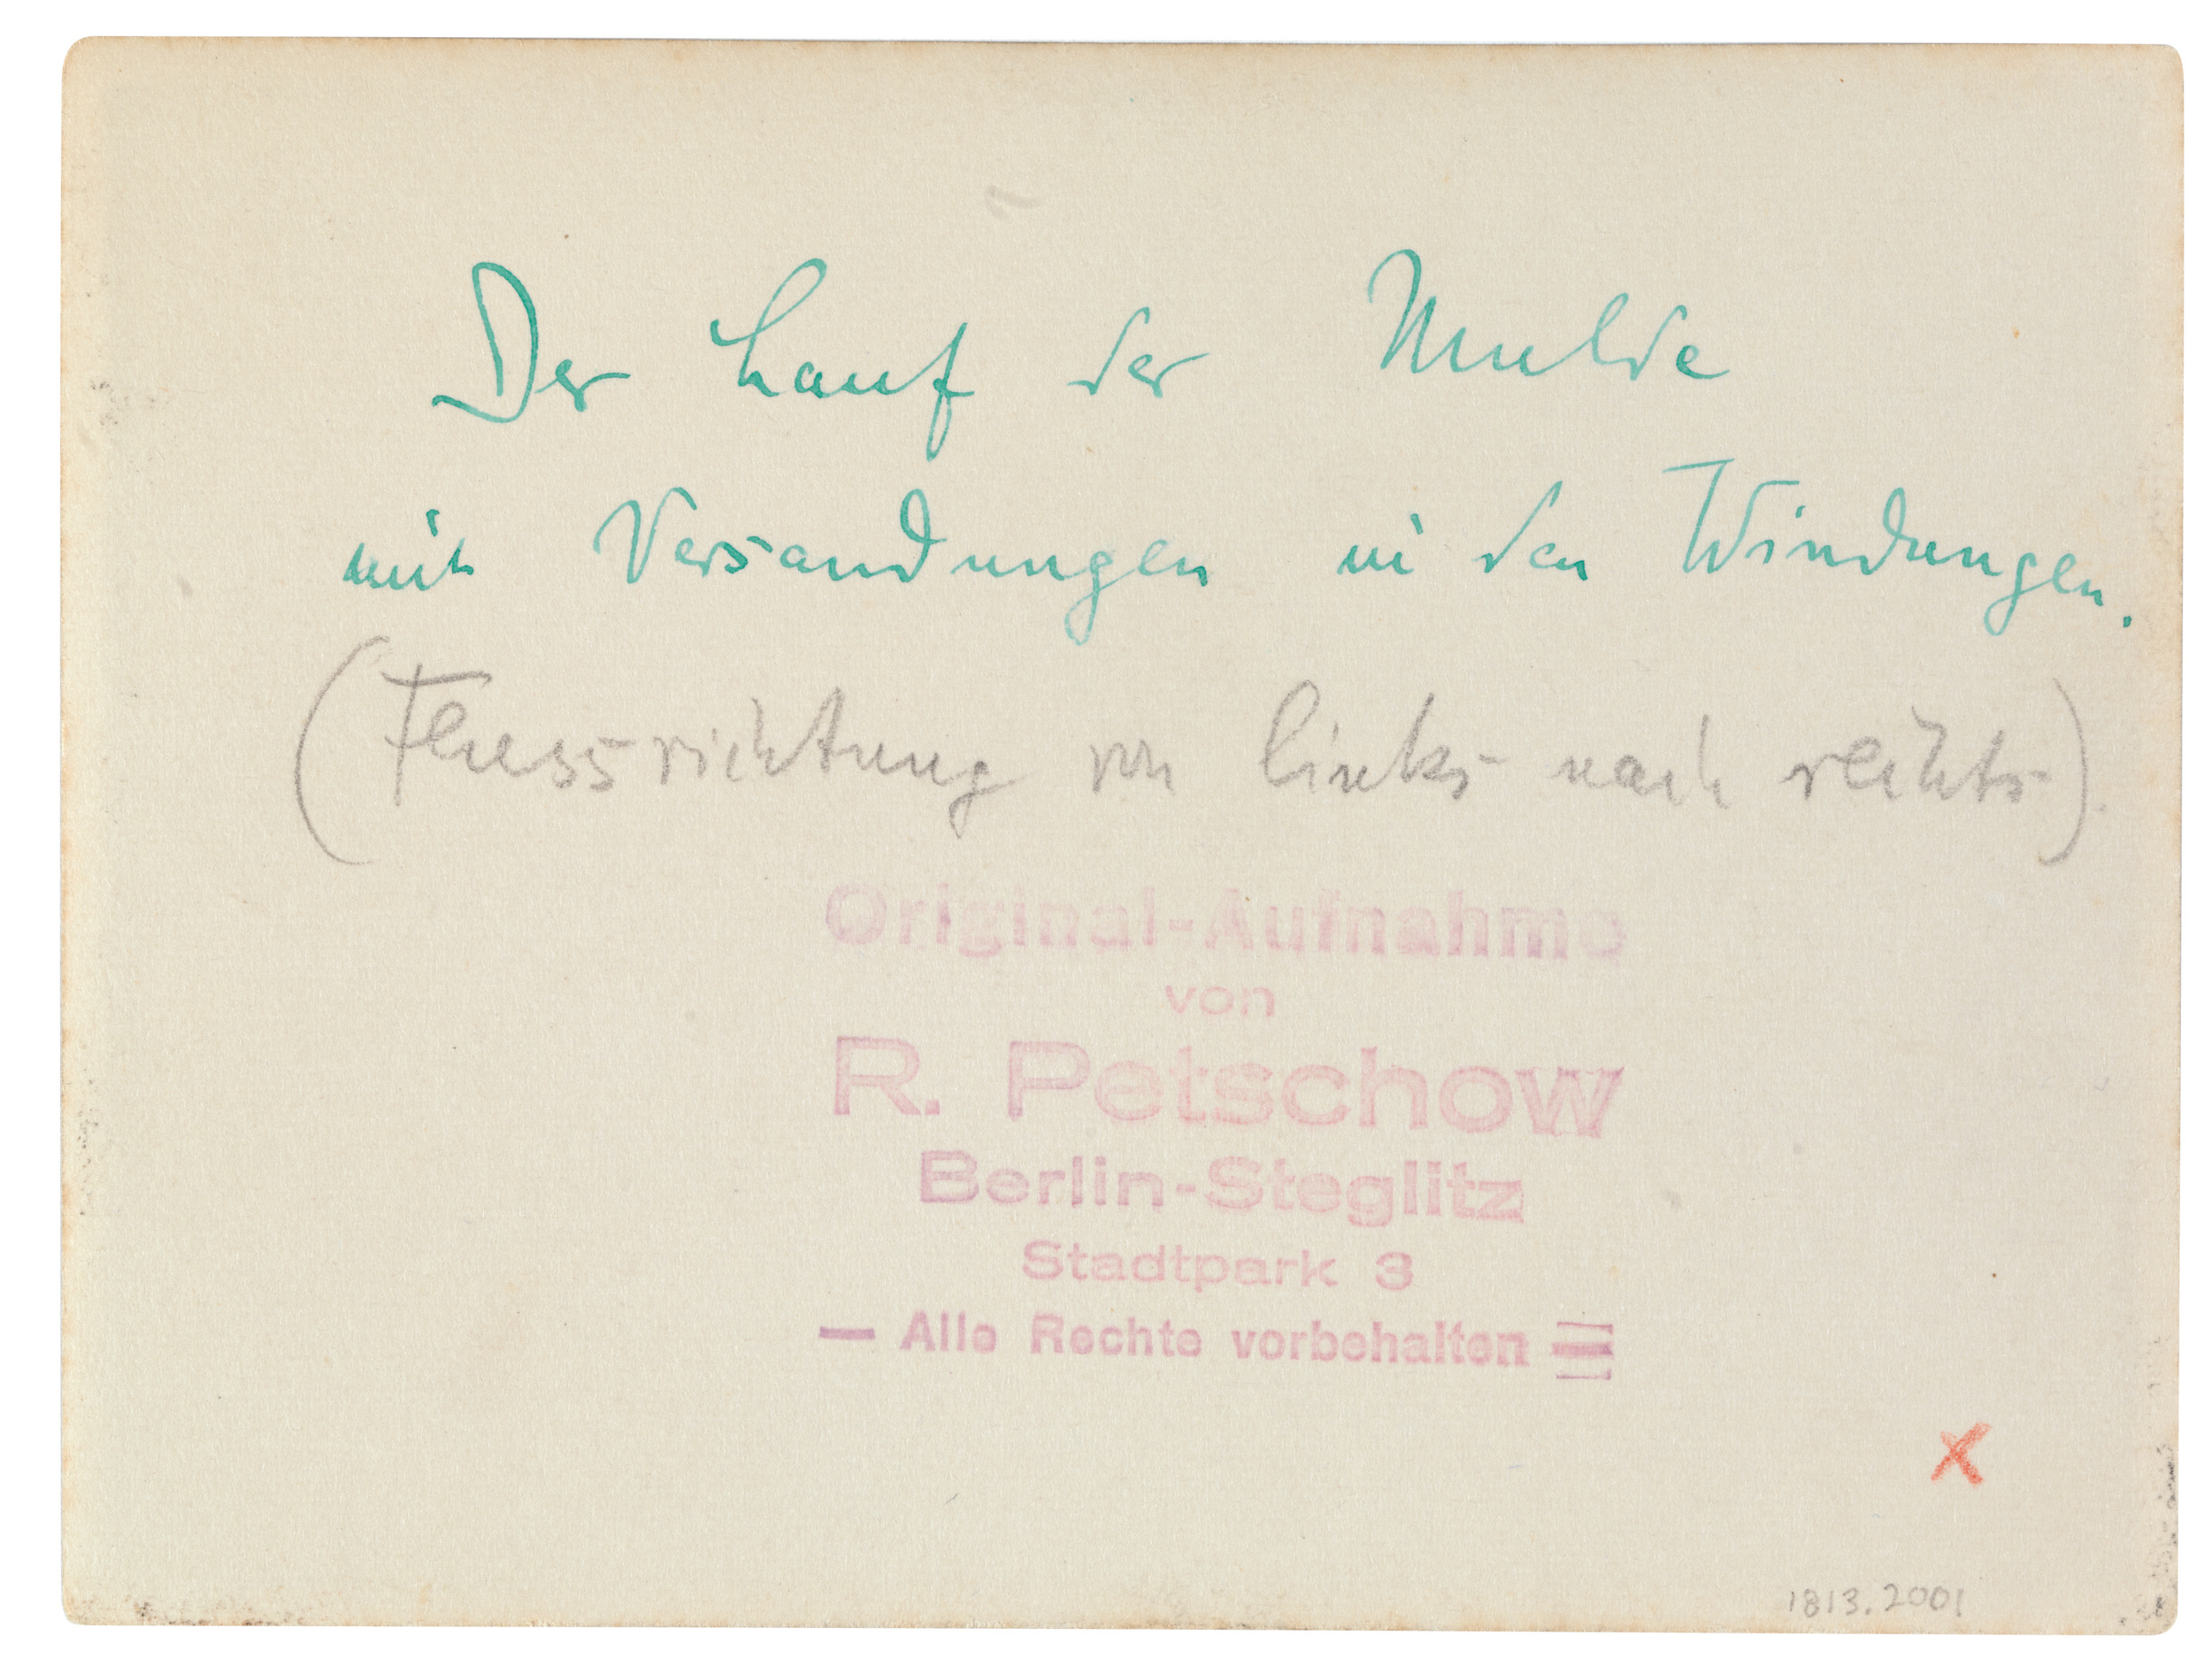 Der Lauf der Mulde
mit Versandungen in den Windungen.
(Flussrichtung von links nach rechts).
Original-Aufnahme
von
R. Petschow
Berlin-Steglitz
Stadtpark 3
— Alle Rechte vorbehalten
x
1813.2001